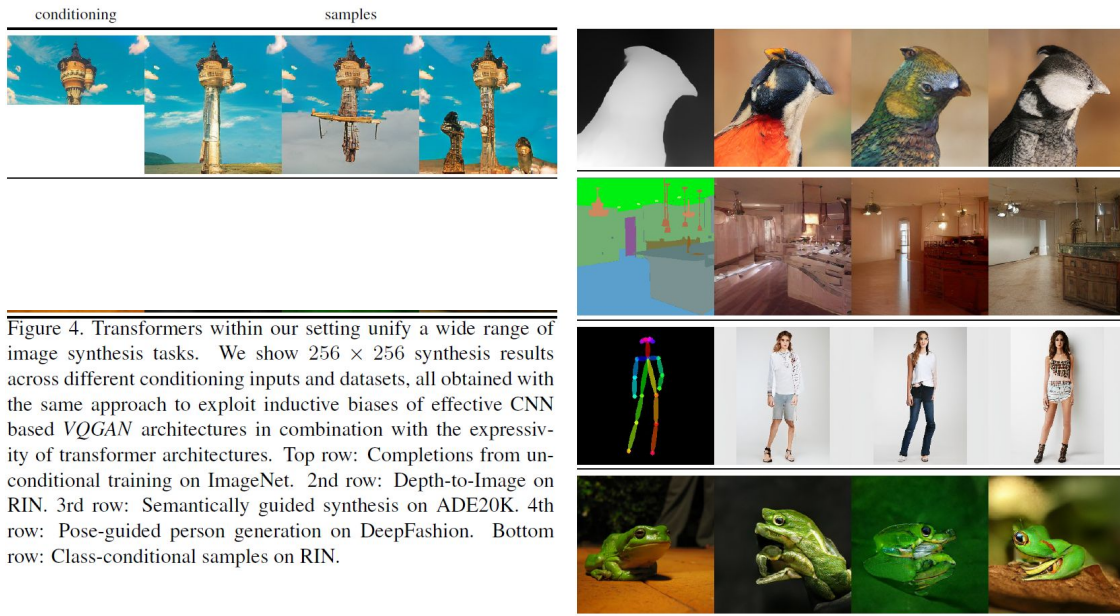 conditioning
samples
Figure 4. Transformers within our setting unify a wide range of
image synthesis tasks. We show 256 × 256 synthesis results
across different conditioning inputs and datasets, all obtained with
the same approach to exploit inductive biases of effective CNN
based VQGAN architectures in combination with the expressiv-
ity of transformer architectures. Top row: Completions from un-
conditional training on ImageNet. 2nd row: Depth-to-Image on
RIN. 3rd row: Semantically guided synthesis on ADE20K. 4th
row: Pose-guided person generation on DeepFashion. Bottom
row: Class-conditional samples on RIN.